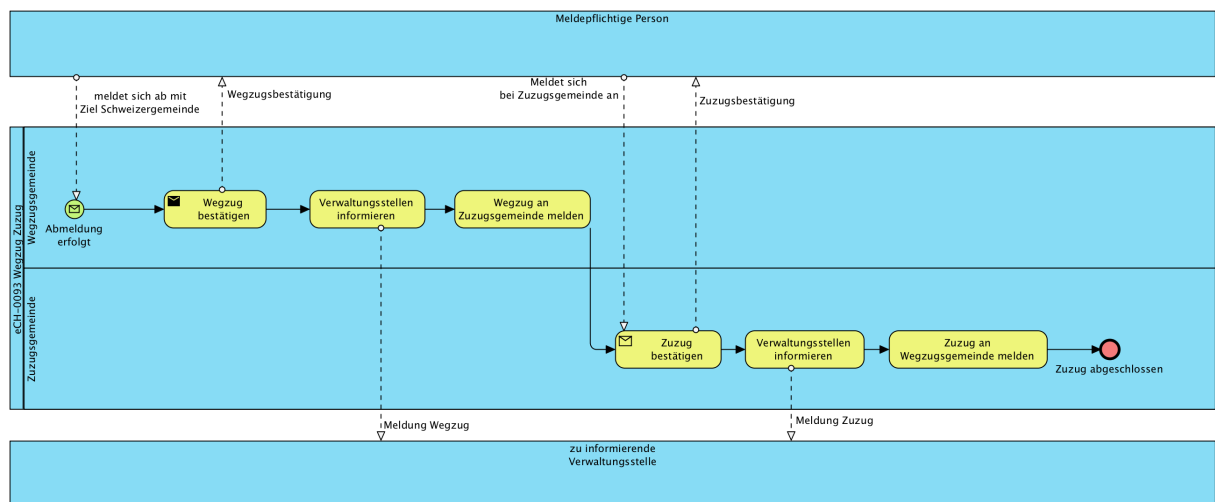 Meldepflichtige Person
meldet sich ab mit
Ziel Schweizergemeinde
Wegzugsbestätigung
Meldet sich
bei Zuzugsgemeinde an
Zuzugsbestätigung
eCH-0093 Wegzug Zuzug
Wegzugsgemeinde
Abmeldung
erfolgt
Wegzug
bestätigen
Verwaltungsstellen
informieren
Wegzug an
Zuzugsgemeinde melden
Zuzugsgemeinde
Zuzug
bestätigen
Verwaltungsstellen
informieren
Zuzug an
Wegzugsgemeinde melden
Zuzug abgeschlossen
Meldung Wegzug
Meldung Zuzug
zu informierende
Verwaltungsstelle